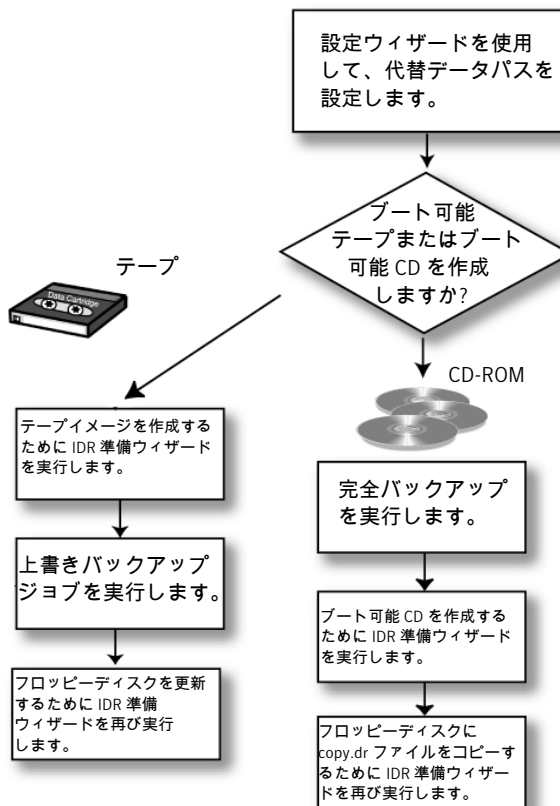 設定ウィザードを使用
して、代替データパスを
設定します。
ブート可能
テープまたはブート
可能 CD を作成
しますか?
テープ
Data Cartridge
CD-ROM
テープイメージを作成する
ために IDR 準備ウィザード
を実行します。
上書きバックアップ
ジョブを実行します。
フロッピーディスクを更新
するために IDR 準備
ウィザードを再び実行
します。
完全バックアップ
を実行します。
ブート可能 CD を作成する
ために IDR 準備ウィザード
を実行します。
フロッピーディスクに
copy.dr ファイルをコピーす
るために IDR 準備ウィザー
ドを再び実行します。